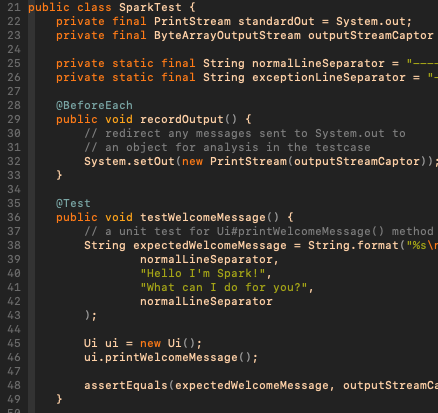 21 public class SparkTest {
22     private final PrintStream standardOut = System.out;
23     private final ByteArrayOutputStream outputStreamCaptor
24
25     private static final String normalLineSeparator = "----
26     private static final String exceptionLineSeparator = "-
27
28     @BeforeEach
29     public void recordOutput() {
30         // redirect any messages sent to System.out to
31         // an object for analysis in the testcase
32         System.setOut(new PrintStream(outputStreamCaptor));
33     }
34
35     @Test
36     public void testWelcomeMessage() {
37         // a unit test for Ui#printWelcomeMessage() method
38         String expectedWelcomeMessage = String.format("%s\n
39                 normalLineSeparator,
40                 "Hello I'm Spark!",
41                 "What can I do for you?",
42                 normalLineSeparator
43         );
44
45         Ui ui = new Ui();
46         ui.printWelcomeMessage();
47
48         assertEquals(expectedWelcomeMessage, outputStreamCa
49     }